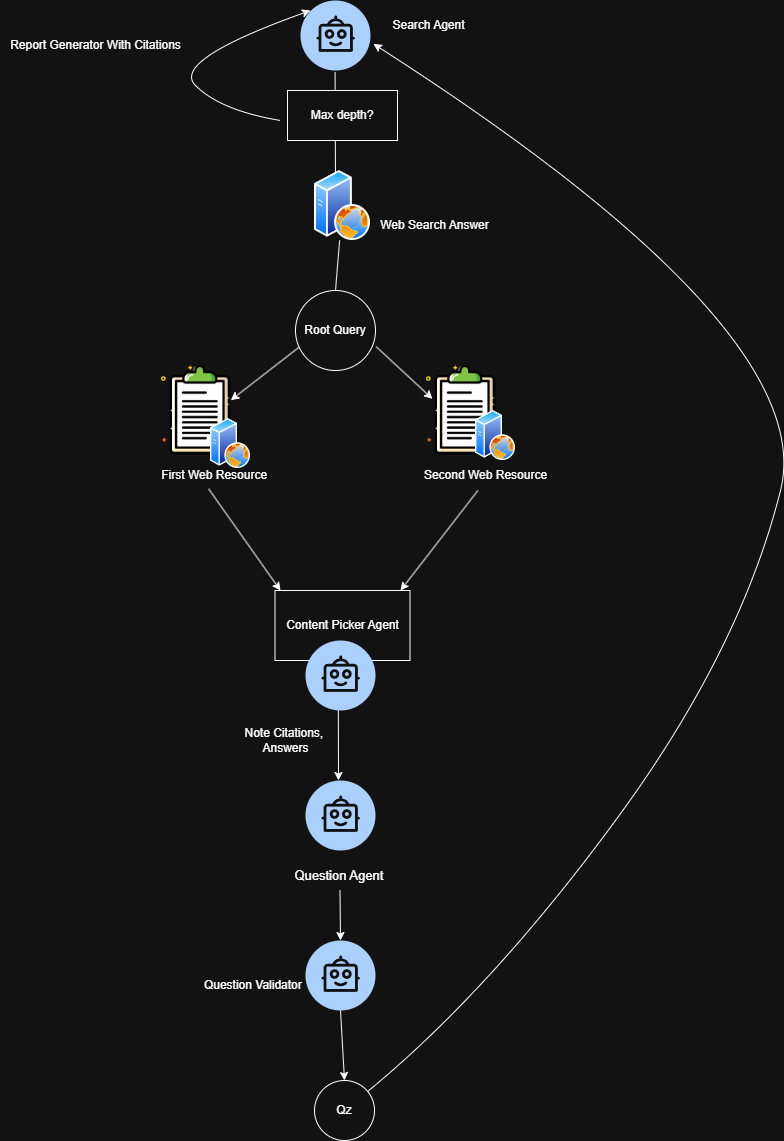 Search Agent
Report Generator With Citations
Max depth?
Web Search Answer
Root Query
First Web Resource
Second Web Resource
Content Picker Agent
Note Citations,
Answers
Question Agent
Question Validator
Qz